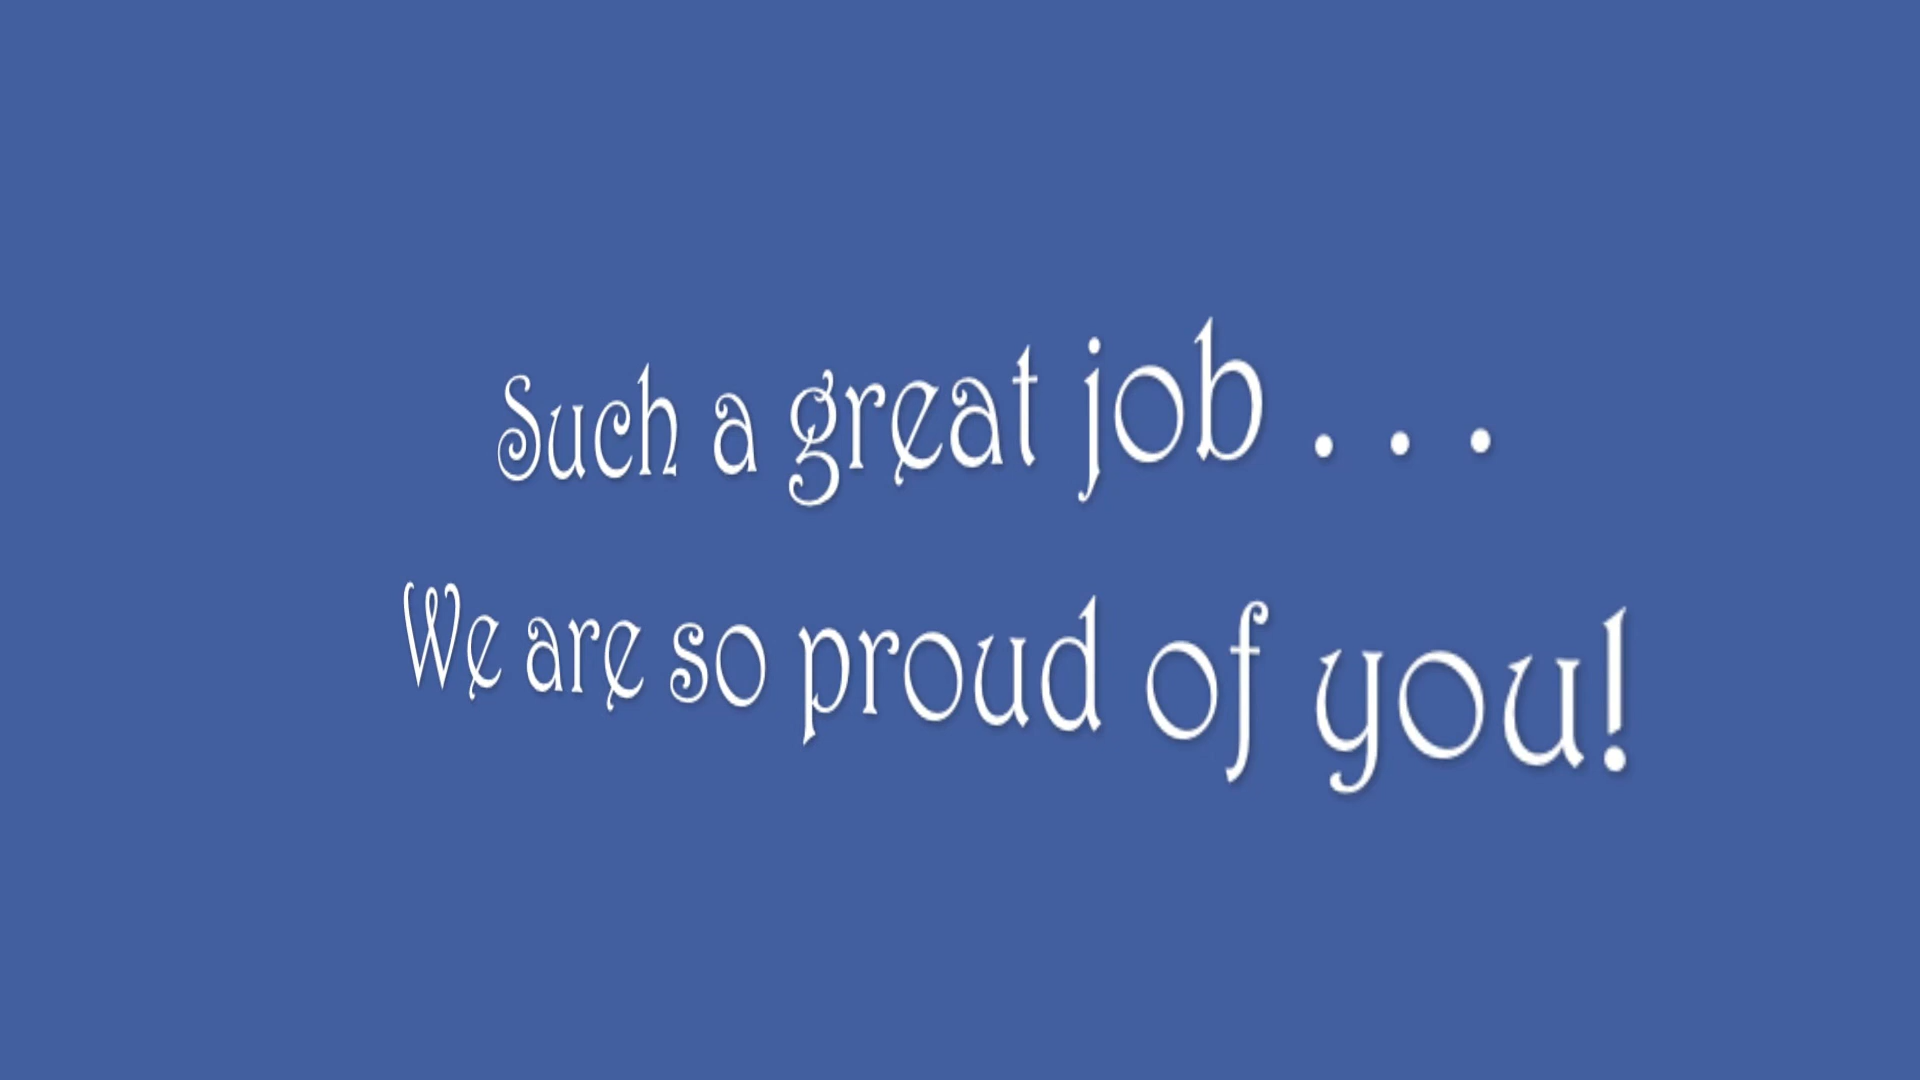 Such a great job . . .
We are so proud of you!